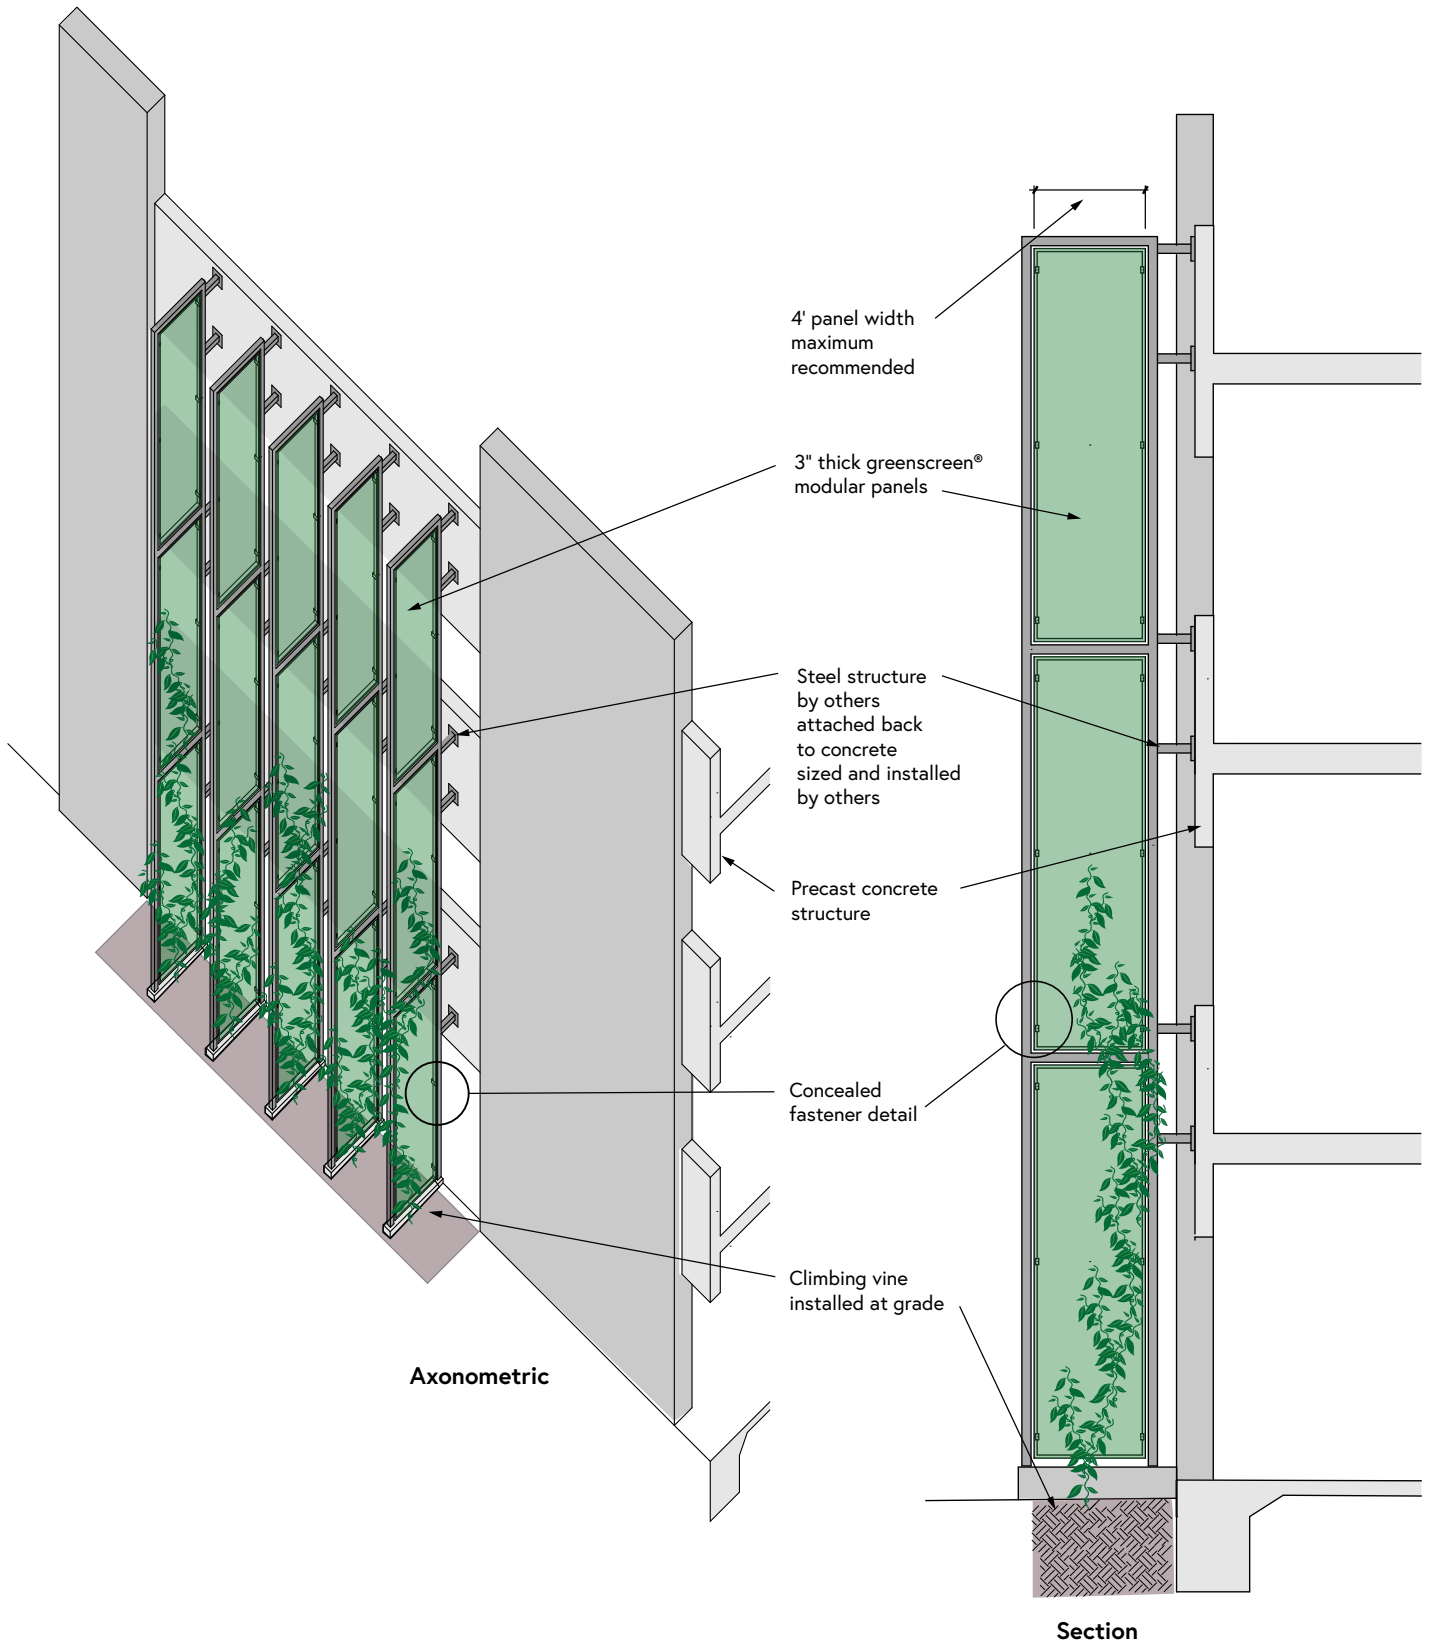 4' panel width
maximum
recommended
3" thick greenscreen®
modular panels
Steel structure
by others
attached back
to concrete
sized and installed
by others
Precast concrete
structure
Concealed
fastener detail
Climbing vine
installed at grade
Axonometric
Section